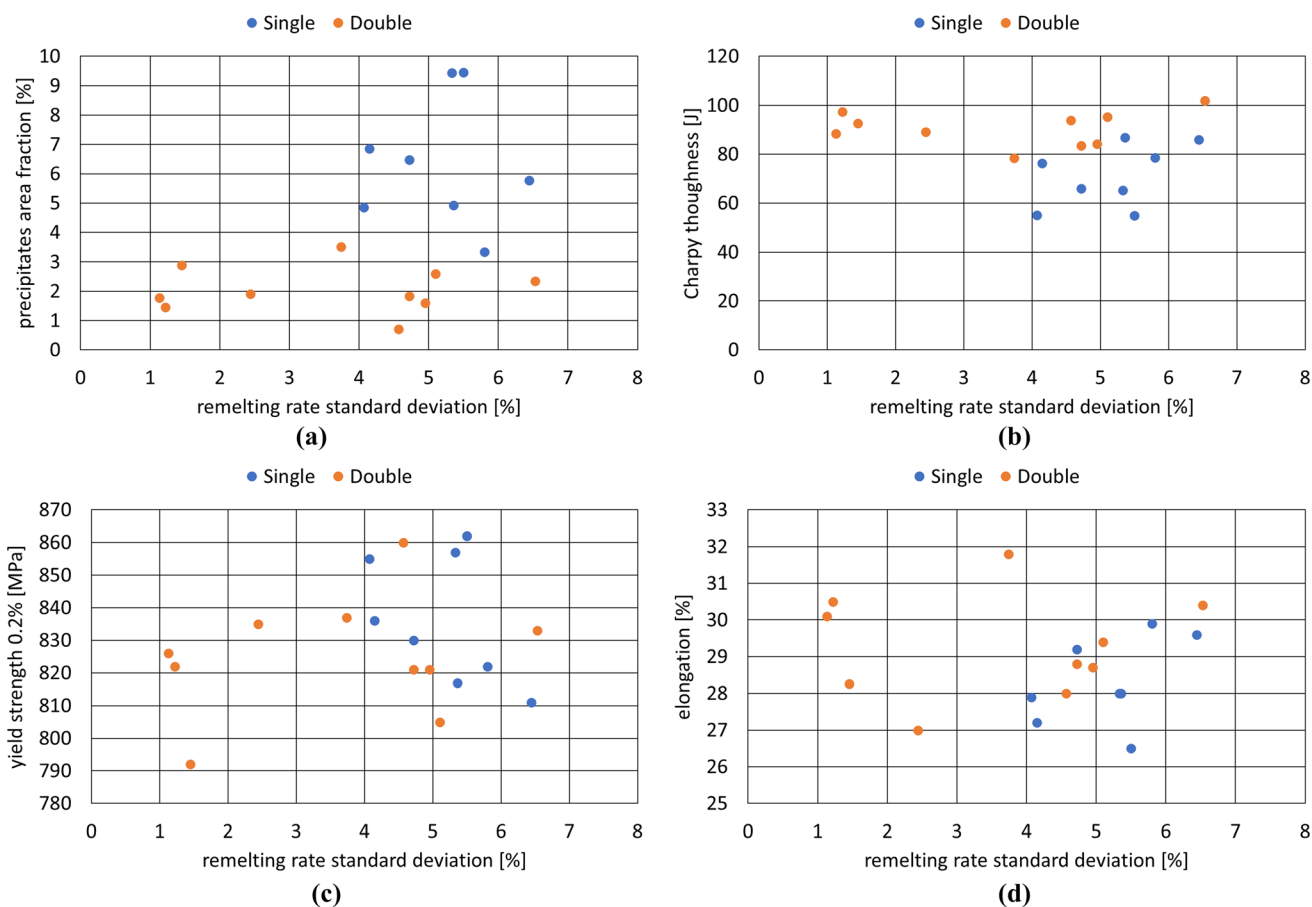 Single Double
precipitates area fraction [%]
10
9
8
7
6
5
4
3
2
1
0
0 1 2 3 4 5 6 7 8
remelting rate standard deviation [%]
(a)
Single Double
Charpy thoughness [J]
120
100
80
60
40
20
0
0 1 2 3 4 5 6 7 8
remelting rate standard deviation [%]
(b)
Single Double
yield strength 0.2% [MPa]
870
860
850
840
830
820
810
800
790
780
0 1 2 3 4 5 6 7 8
remelting rate standard deviation [%]
(c)
Single Double
elongation [%]
33
32
31
30
29
28
27
26
25
0 1 2 3 4 5 6 7 8
remelting rate standard deviation [%]
(d)